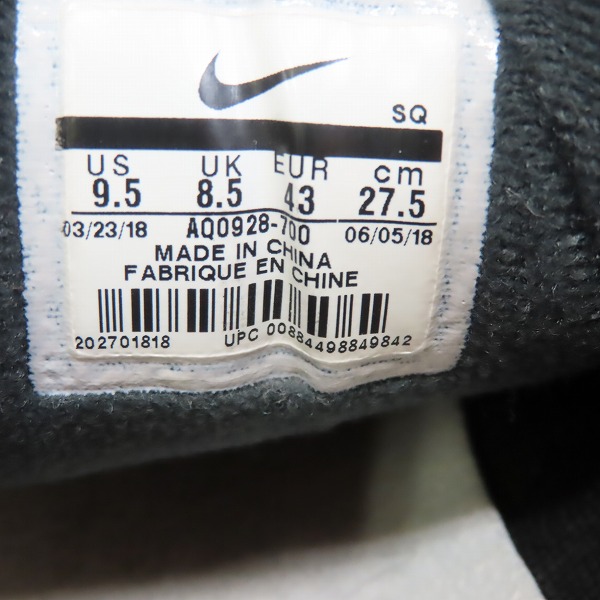 SQ
US UK EUR cm
9.5 8.5 43 27.5
03/23/18 AQ0928-700 06/05/18
MADE IN CHINA
FABRIQUE EN CHINE
202701818 UPC 00884498849842